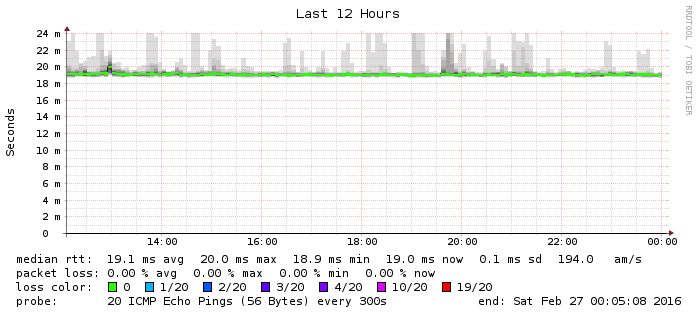 Last 12 Hours
RRDTOOL / TOBI OETIKER
Seconds
24 m
22 m
20 m
18 m
16 m
14 m
12 m
10 m
8 m
6 m
4 m
2 m
0
14:00 16:00 18:00 20:00 22:00 00:00
median rtt: 19.1 ms avg 20.0 ms max 18.9 ms min 19.0 ms now 0.1 ms sd 194.0 am/s
packet loss: 0.00 % avg 0.00 % max 0.00 % min 0.00 % now
loss color: 0 1/20 2/20 3/20 4/20 10/20 19/20
probe: 20 ICMP Echo Pings (56 Bytes) every 300s end: Sat Feb 27 00:05:08 2016